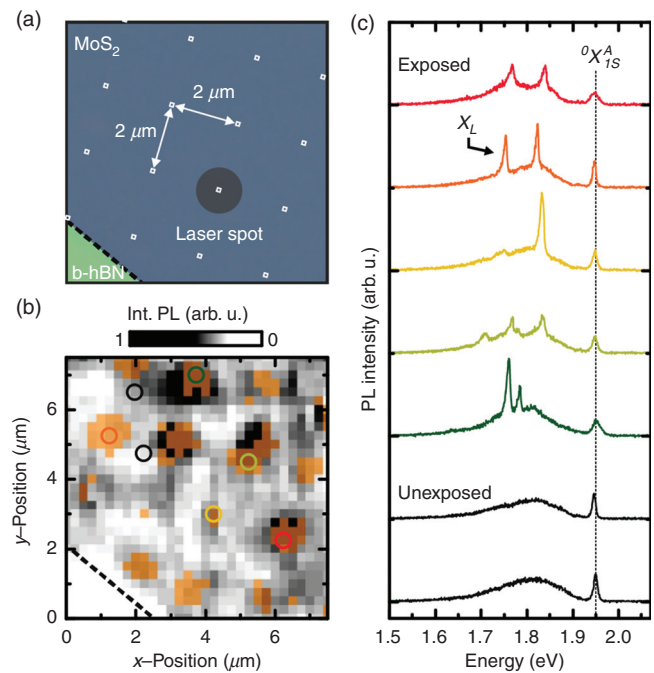 (a)
MoS2
2 μm
2 μm
Laser spot
b-hBN
(b)
Int. PL (arb. u.)
1 0
6
4
2
0
0 2 4 6
y–Position (μm)
x–Position (μm)
(c)
Exposed
0X1SA
XL
Unexposed
PL intensity (arb. u.)
1.5 1.6 1.7 1.8 1.9 2.0
Energy (eV)